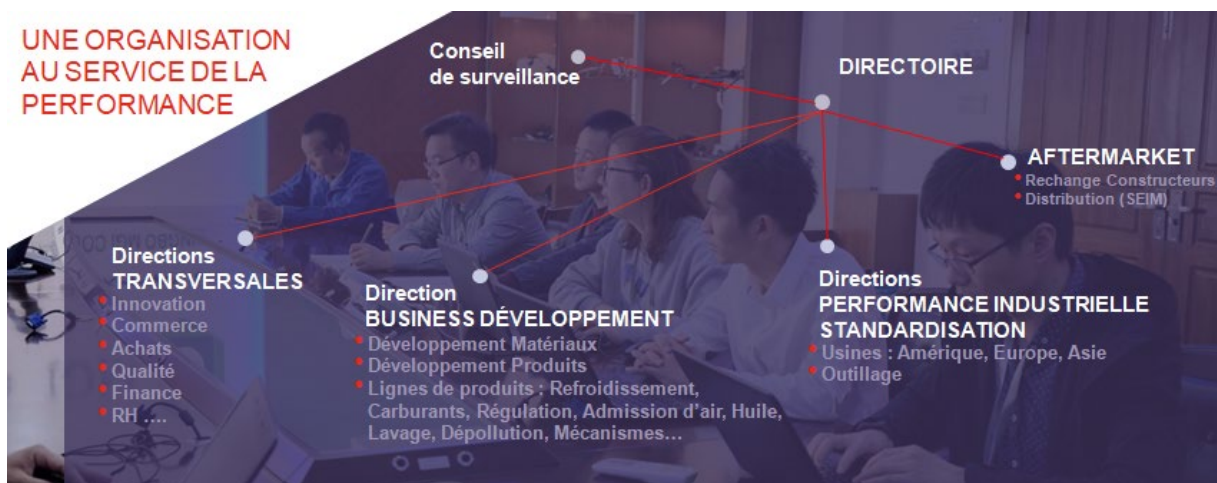 UNE ORGANISATION
AU SERVICE DE LA
PERFORMANCE
Conseil
de surveillance
DIRECTOIRE
AFTERMARKET
Rechange Constructeurs
Distribution (SEIM)
Directions
TRANSVERSALES
Innovation
Commerce
Achats
Qualité
Finance
RH ....
Direction
BUSINESS DÉVELOPPEMENT
Développement Matériaux
Développement Produits
Lignes de produits : Refroidissement,
Carburants, Régulation, Admission d'air, Huile,
Lavage, Dépollution, Mécanismes...
Directions
PERFORMANCE INDUSTRIELLE
STANDARDISATION
Usines : Amérique, Europe, Asie
Outillage